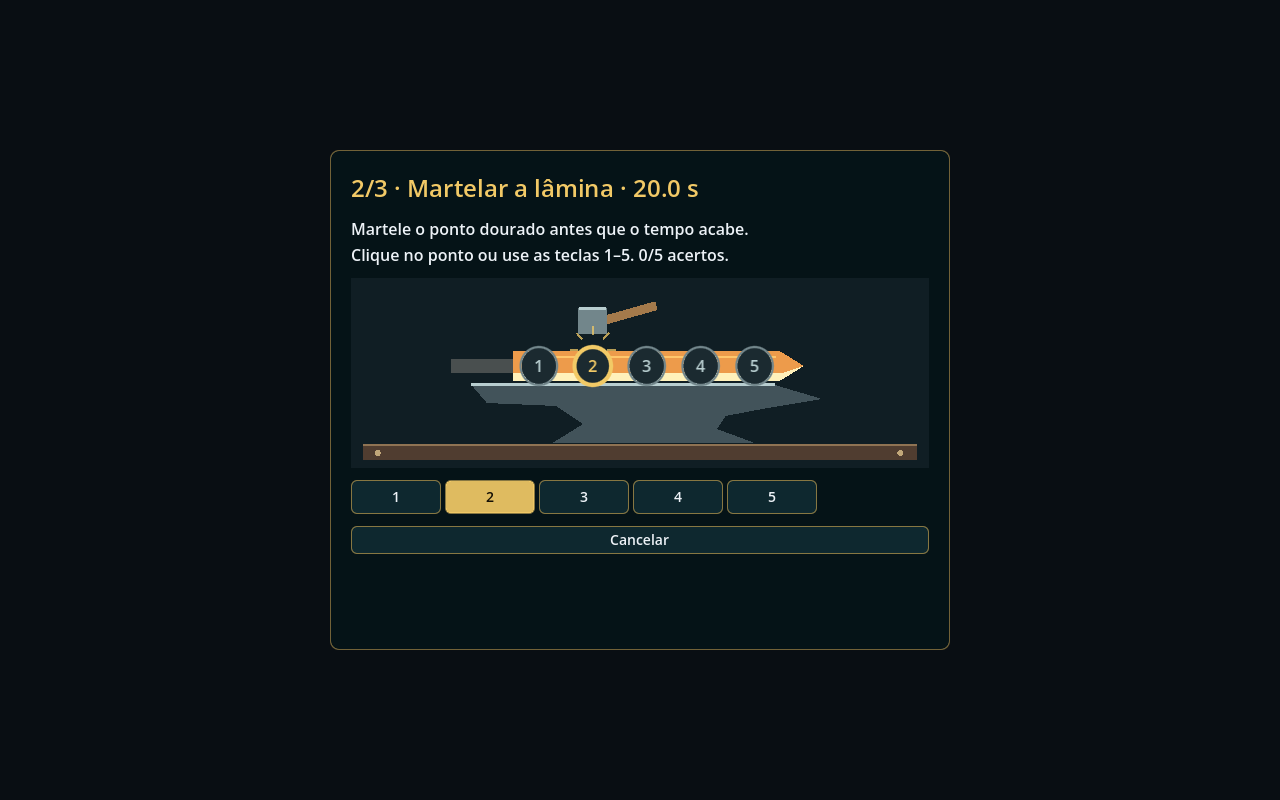 2/3 · Martelar a lâmina · 20.0 s
Martele o ponto dourado antes que o tempo acabe.
Clique no ponto ou use as teclas 1–5. 0/5 acertos.
1 2 3 4 5
1 2 3 4 5
Cancelar